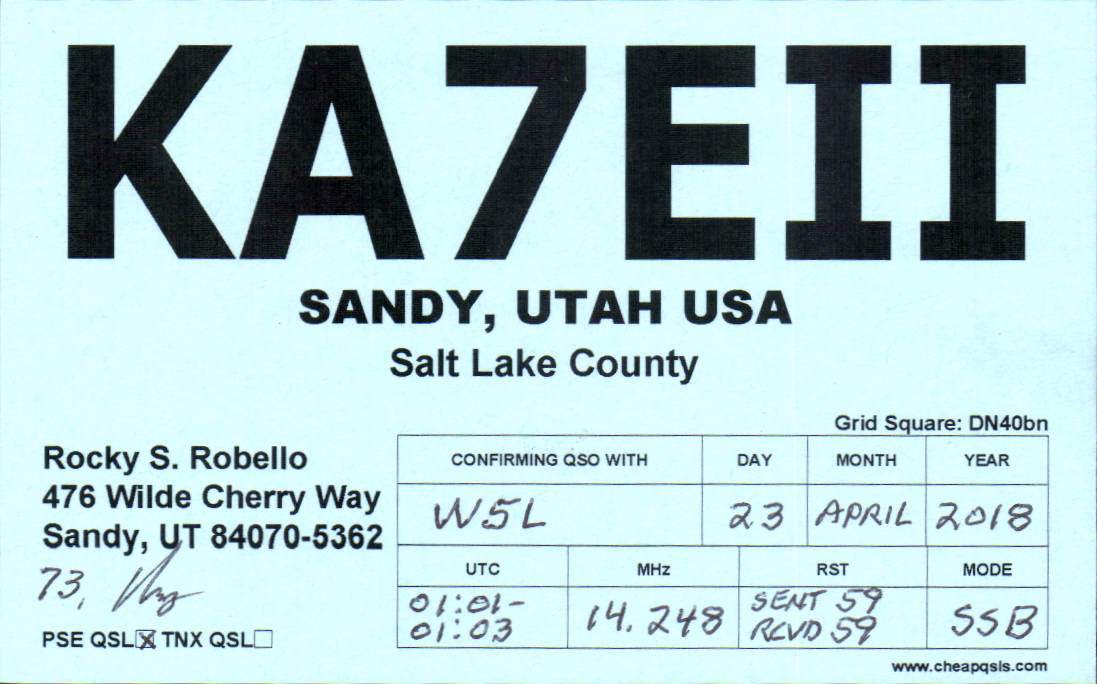 KA7EII
SANDY, UTAH USA
Salt Lake County
Grid Square: DN40bn
Rocky S. Robello
476 Wilde Cherry Way
Sandy, UT 84070-5362
73,
PSE QSL☒ TNX QSL☐
CONFIRMING QSO WITH DAY MONTH YEAR
W5L 23 APRIL 2018
UTC MHz RST MODE
01:01- 14.248 SENT 59 SSB
01:03 RCVD 59
www.cheapqsls.com